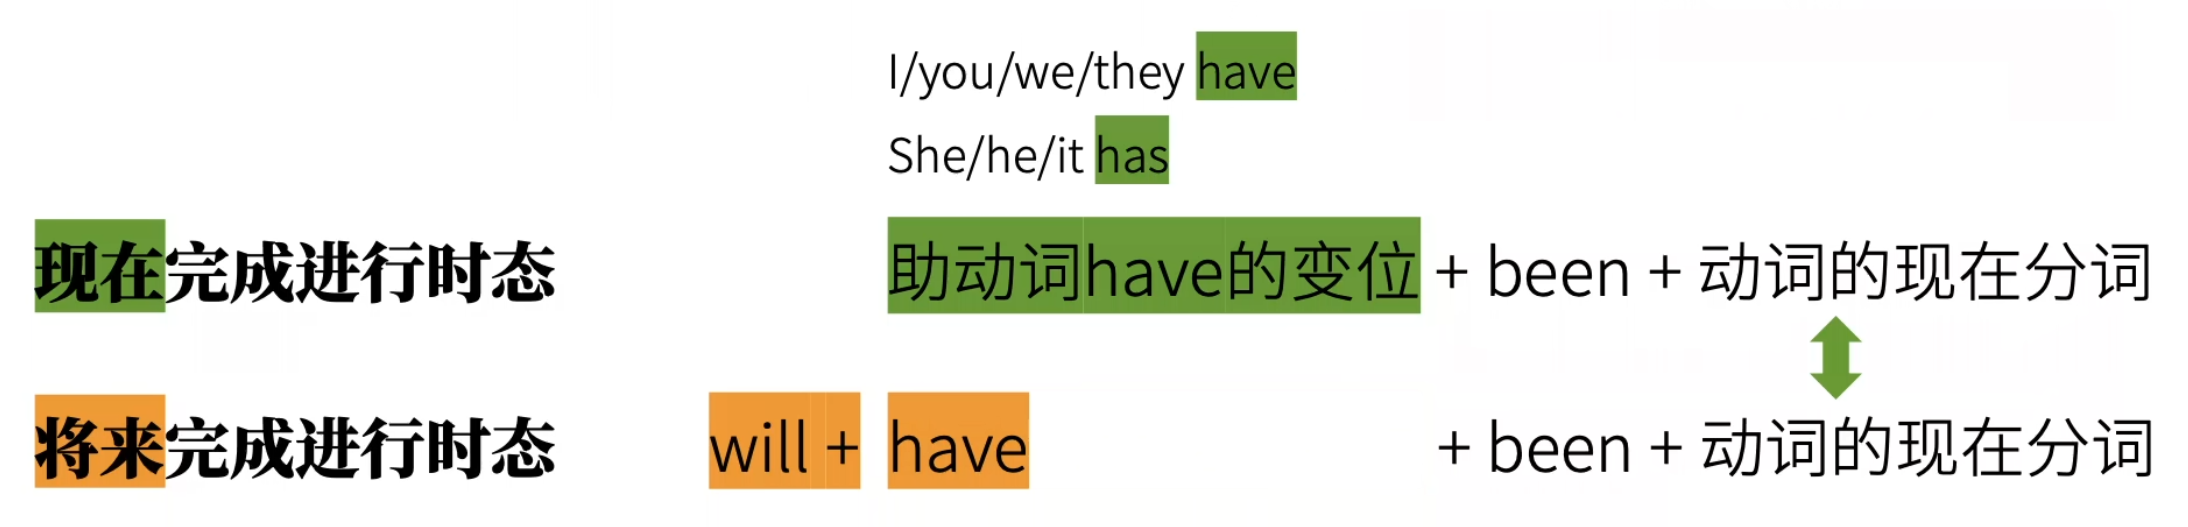 I/you/we/they have
She/he/it has
现在完成进行时态 助动词have的变位 + been + 动词的现在分词
将来完成进行时态 will + have + been + 动词的现在分词